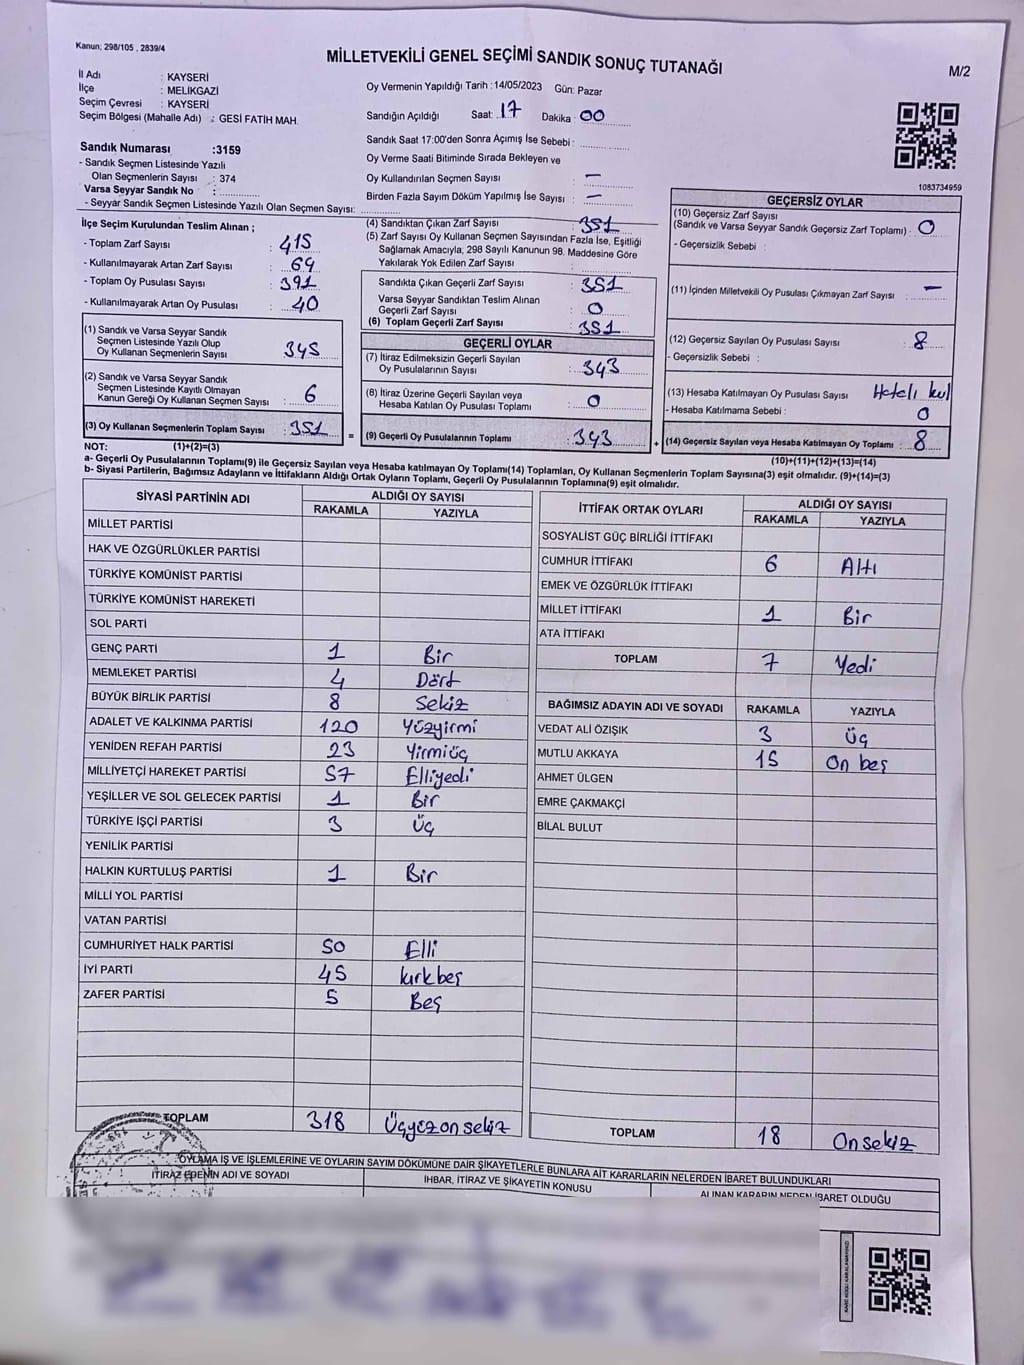 Kanun; 298/105 , 2839/4
MİLLETVEKİLİ GENEL SEÇİMİ SANDIK SONUÇ TUTANAĞI
M/2
İl Adı : KAYSERİ
İlçe : MELİKGAZİ
Seçim Çevresi : KAYSERİ
Seçim Bölgesi (Mahalle Adı) : GESİ FATİH MAH.
Sandık Numarası :3159
- Sandık Seçmen Listesinde Yazılı
Olan Seçmenlerin Sayısı : 374
Varsa Seyyar Sandık No :
- Seyyar Sandık Seçmen Listesinde Yazılı Olan Seçmen Sayısı:
Oy Vermenin Yapıldığı Tarih :14/05/2023 Gün: Pazar
Sandığın Açıldığı Saat: 17 Dakika : 00
Sandık Saat 17:00'den Sonra Açımış İse Sebebi :
Oy Verme Saati Bitiminde Sırada Bekleyen ve
Oy Kullandırılan Seçmen Sayısı : —
Birden Fazla Sayım Döküm Yapılmış İse Sayısı : —
1083734959
İlçe Seçim Kurulundan Teslim Alınan ;
- Toplam Zarf Sayısı : 415
- Kullanılmayarak Artan Zarf Sayısı : 64
- Toplam Oy Pusulası Sayısı : 391
- Kullanılmayarak Artan Oy Pusulası : 40
(1) Sandık ve Varsa Seyyar Sandık
Seçmen Listesinde Yazılı Olup
Oy Kullanan Seçmenlerin Sayısı : 345
(2) Sandık ve Varsa Seyyar Sandık
Seçmen Listesinde Kayıtlı Olmayan
Kanun Gereği Oy Kullanan Seçmen Sayısı : 6
(3) Oy Kullanan Seçmenlerin Toplam Sayısı : 351
(4) Sandıktan Çıkan Zarf Sayısı : 351
(5) Zarf Sayısı Oy Kullanan Seçmen Sayısından Fazla İse, Eşitliği
Sağlamak Amacıyla, 298 Sayılı Kanunun 98. Maddesine Göre
Yakılarak Yok Edilen Zarf Sayısı :
Sandıkta Çıkan Geçerli Zarf Sayısı : 351
Varsa Seyyar Sandıktan Teslim Alınan
Geçerli Zarf Sayısı : 0
(6) Toplam Geçerli Zarf Sayısı : 351
GEÇERLİ OYLAR
(7) İtiraz Edilmeksizin Geçerli Sayılan
Oy Pusulalarının Sayısı : 343
(8) İtiraz Üzerine Geçerli Sayılan veya
Hesaba Katılan Oy Pusulası Toplamı : 0
= (9) Geçerli Oy Pusulalarının Toplamı : 343
GEÇERSİZ OYLAR
(10) Geçersiz Zarf Sayısı
(Sandık ve Varsa Seyyar Sandık Geçersiz Zarf Toplamı) : 0
- Geçersizlik Sebebi :
(11) İçinden Milletvekili Oy Pusulası Çıkmayan Zarf Sayısı : —
(12) Geçersiz Sayılan Oy Pusulası Sayısı : 8
- Geçersizlik Sebebi :
(13) Hesaba Katılmayan Oy Pusulası Sayısı : Hatalı kul
- Hesaba Katılmama Sebebi : 0
+ (14) Geçersiz Sayılan veya Hesaba Katılmayan Oy Toplamı : 8
NOT: (1)+(2)=(3)
(10)+(11)+(12)+(13)=(14)
a- Geçerli Oy Pusulalarının Toplamı(9) ile Geçersiz Sayılan veya Hesaba katılmayan Oy Toplamı(14) Toplamları, Oy Kullanan Seçmenlerin Toplam Sayısına(3) eşit olmalıdır. (9)+(14)=(3)
b- Siyasi Partilerin, Bağımsız Adayların ve İttifakların Aldığı Ortak Oyların Toplamı, Geçerli Oy Pusulalarının Toplamına(9) eşit olmalıdır.
SİYASİ PARTİNİN ADI ALDIĞI OY SAYISI
RAKAMLA YAZIYLA
MİLLET PARTİSİ
HAK VE ÖZGÜRLÜKLER PARTİSİ
TÜRKİYE KOMÜNİST PARTİSİ
TÜRKİYE KOMÜNİST HAREKETİ
SOL PARTİ
GENÇ PARTİ 1 Bir
MEMLEKET PARTİSİ 4 Dört
BÜYÜK BİRLİK PARTİSİ 8 Sekiz
ADALET VE KALKINMA PARTİSİ 120 Yüzyirmi
YENİDEN REFAH PARTİSİ 23 Yirmiüç
MİLLİYETÇİ HAREKET PARTİSİ 57 Elliyedi
YEŞİLLER VE SOL GELECEK PARTİSİ 1 Bir
TÜRKİYE İŞÇİ PARTİSİ 3 Üç
YENİLİK PARTİSİ
HALKIN KURTULUŞ PARTİSİ 1 Bir
MİLLİ YOL PARTİSİ
VATAN PARTİSİ
CUMHURİYET HALK PARTİSİ 50 Elli
İYİ PARTİ 45 kırkbeş
ZAFER PARTİSİ 5 Beş
TOPLAM 318 Üçyüzonsekiz
İTTİFAK ORTAK OYLARI ALDIĞI OY SAYISI
RAKAMLA YAZIYLA
SOSYALİST GÜÇ BİRLİĞİ İTTİFAKI
CUMHUR İTTİFAKI 6 Altı
EMEK VE ÖZGÜRLÜK İTTİFAKI
MİLLET İTTİFAKI 1 Bir
ATA İTTİFAKI
TOPLAM 7 Yedi
BAĞIMSIZ ADAYIN ADI VE SOYADI RAKAMLA YAZIYLA
VEDAT ALİ ÖZIŞIK 3 Üç
MUTLU AKKAYA 15 On beş
AHMET ÜLGEN
EMRE ÇAKMAKÇİ
BİLAL BULUT
TOPLAM 18 Onsekiz
OYLAMA İŞ VE İŞLEMLERİNE VE OYLARIN SAYIM DÖKÜMÜNE DAİR ŞİKAYETLERLE BUNLARA AİT KARARLARIN NELERDEN İBARET BULUNDUKLARI
İTİRAZ EDENİN ADI VE SOYADI İHBAR, İTİRAZ VE ŞİKAYETİN KONUSU ALINAN KARARIN NEDEN İBARET OLDUĞU